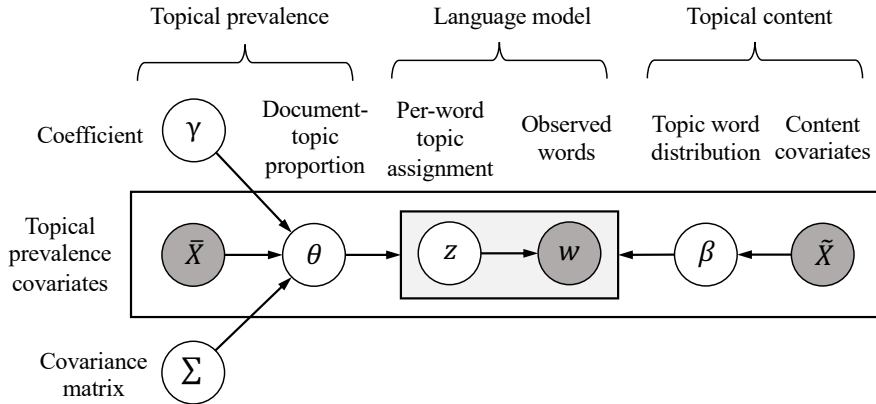 Topical prevalence
Language model
Topical content
Coefficient
γ
Document-
topic
proportion
Per-word
topic
assignment
Observed
words
Topic word
distribution
Content
covariates
Topical
prevalence
covariates
X̄
θ
z
w
β
X̃
Covariance
matrix
Σ